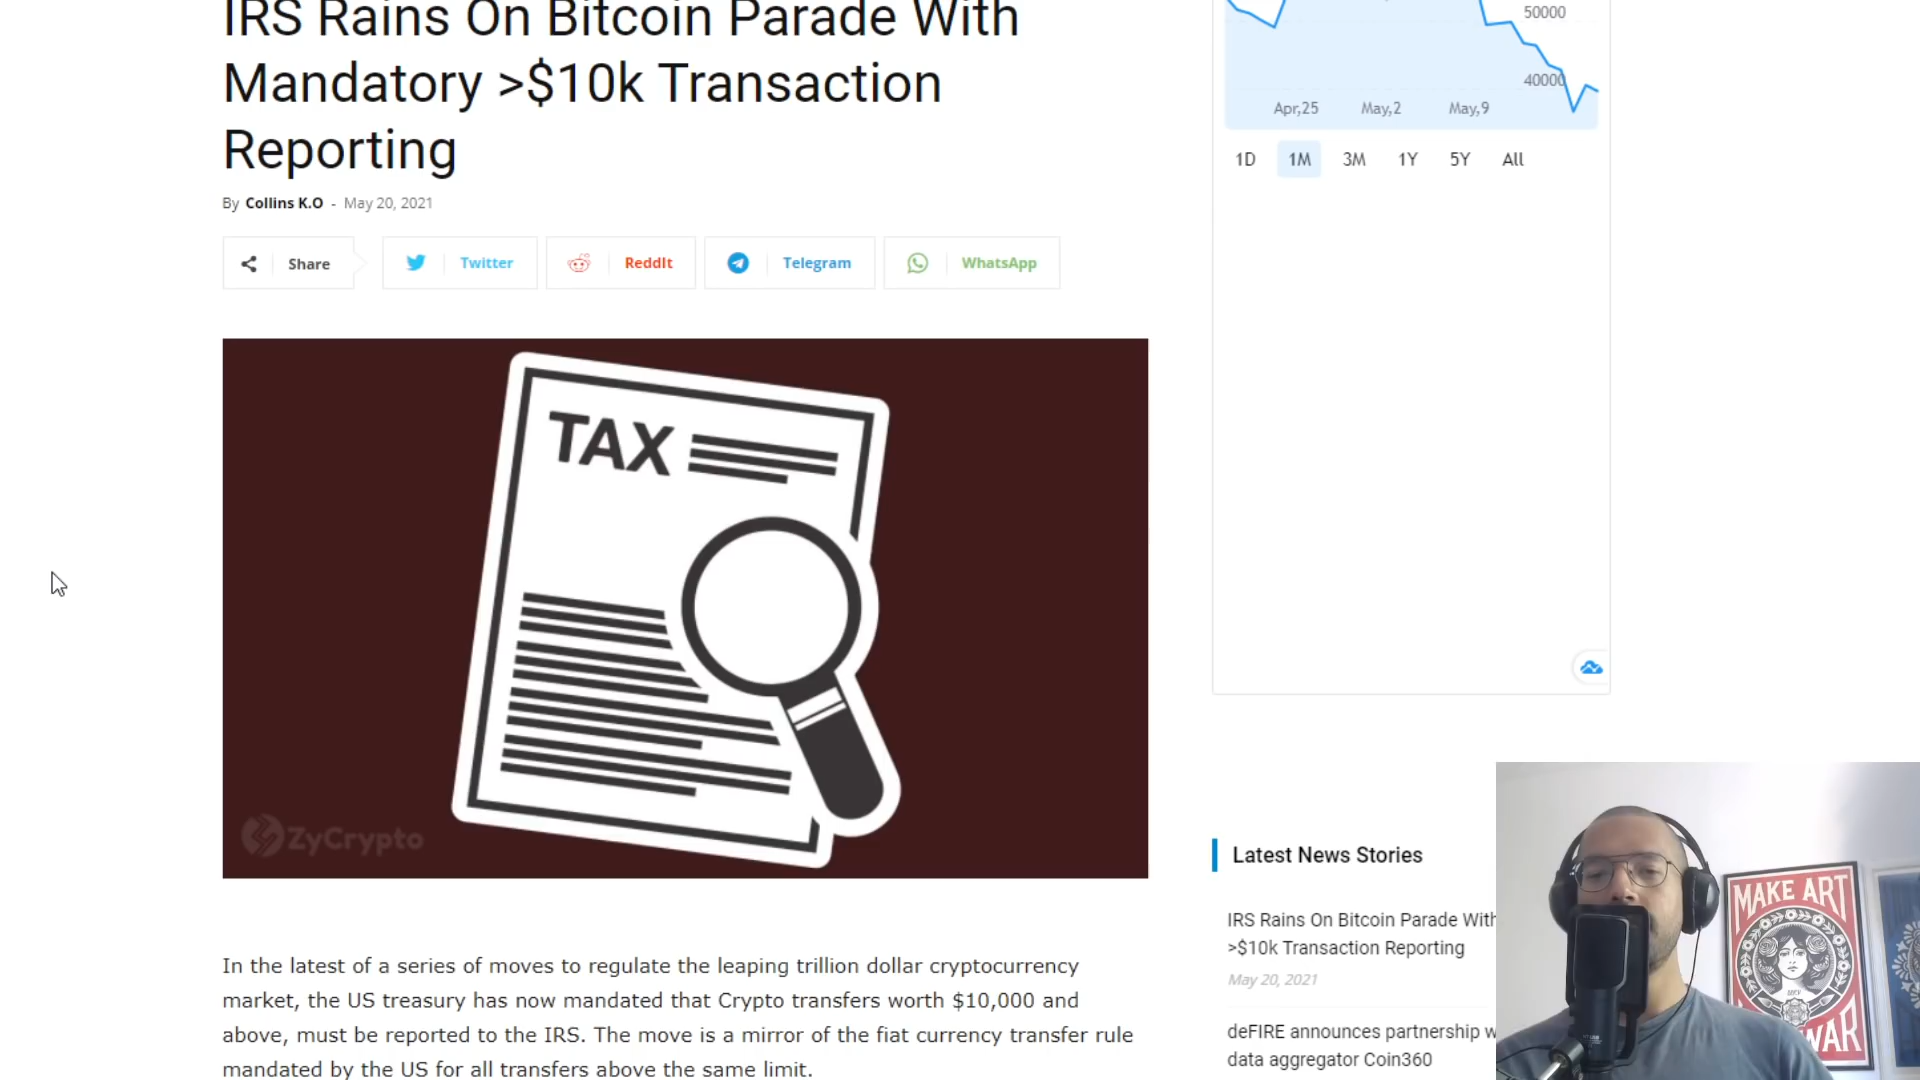 IRS Rains On Bitcoin Parade With
Mandatory >$10k Transaction
Reporting
By Collins K.O - May 20, 2021
Share
Twitter
ReddIt
Telegram
WhatsApp
TAX
ZyCrypto
In the latest of a series of moves to regulate the leaping trillion dollar cryptocurrency
market, the US treasury has now mandated that Crypto transfers worth $10,000 and
above, must be reported to the IRS. The move is a mirror of the fiat currency transfer rule
mandated by the US for all transfers above the same limit.
50000
40000
Apr,25 May,2 May,9
1D 1M 3M 1Y 5Y All
Latest News Stories
IRS Rains On Bitcoin Parade With
>$10k Transaction Reporting
May 20, 2021
deFIRE announces partnership w
data aggregator Coin360
MAKE ART
WAR